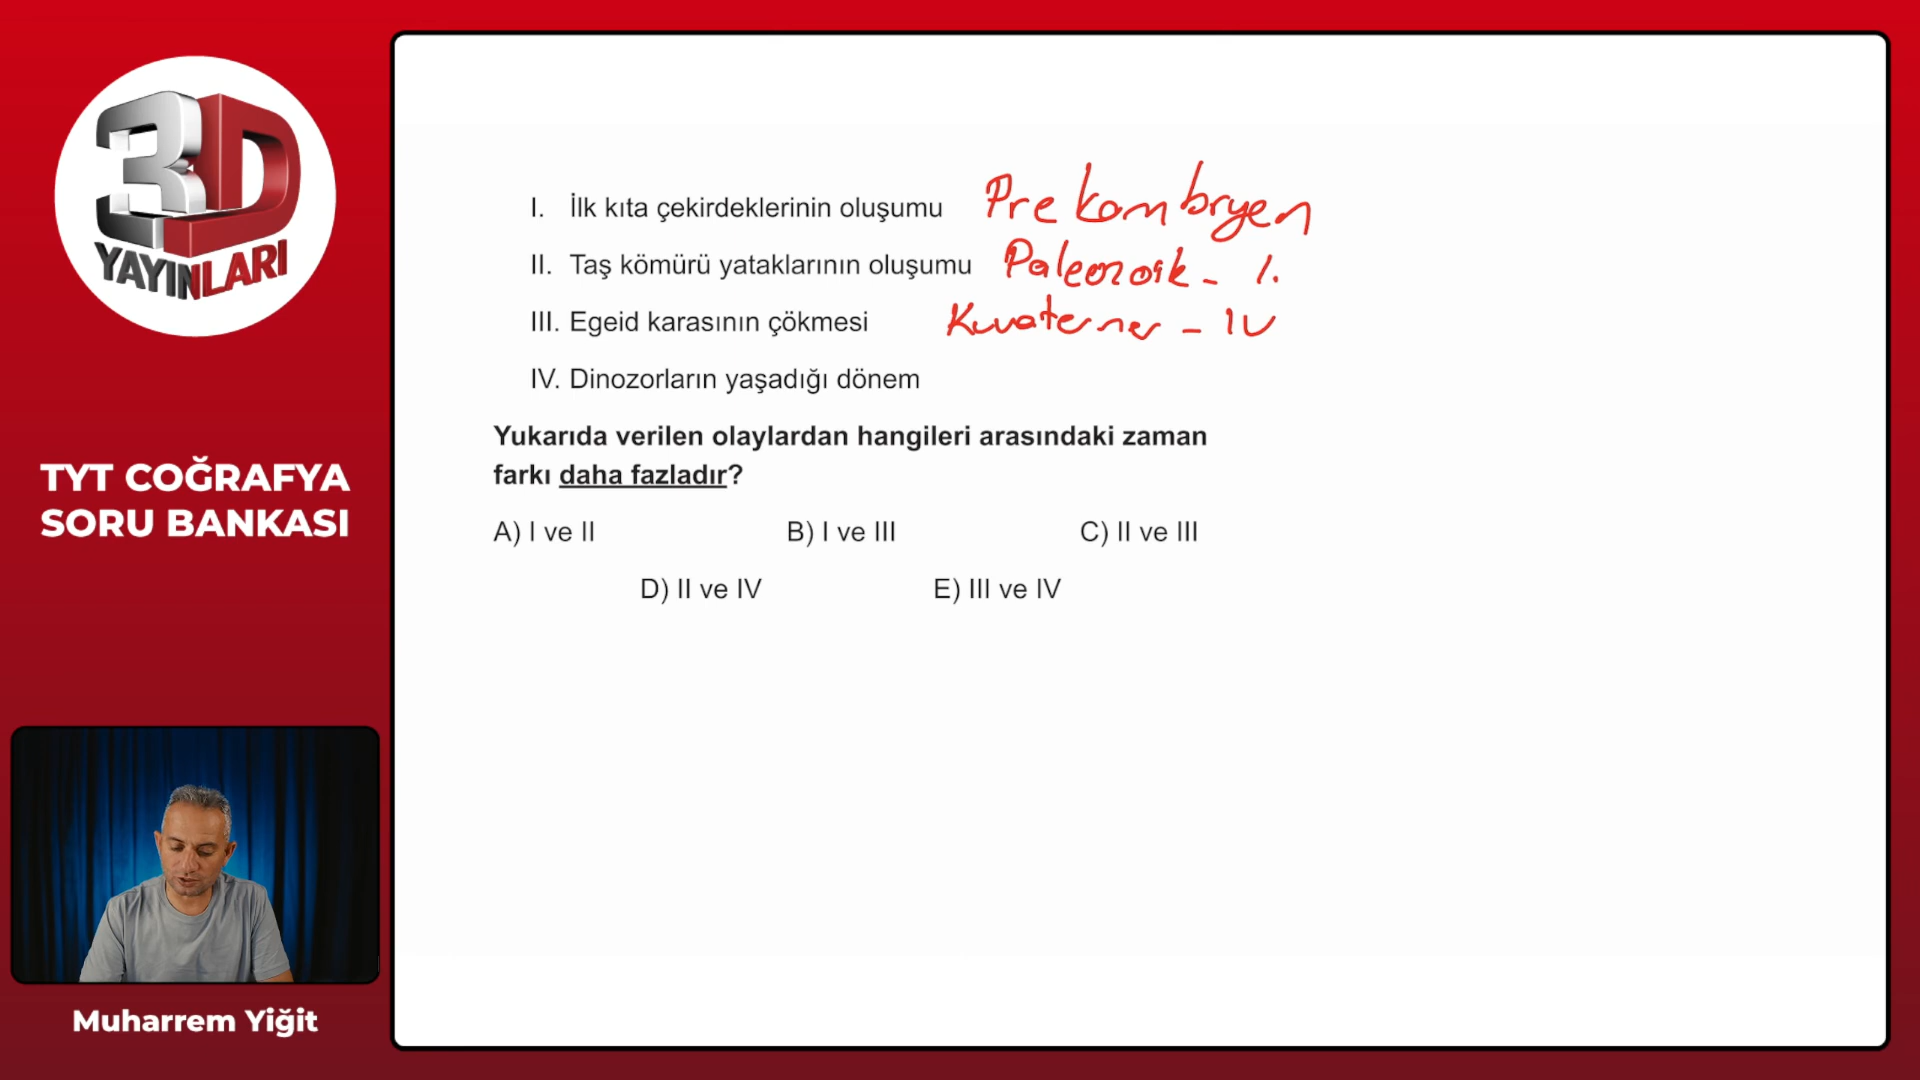 3D
YAYINLARI
TYT COĞRAFYA
SORU BANKASI
Muharrem Yiğit
I. İlk kıta çekirdeklerinin oluşumu Prekambryen
II. Taş kömürü yataklarının oluşumu Paleozoik - I.
III. Egeid karasının çökmesi Kuvaterner - IV
IV. Dinozorların yaşadığı dönem
Yukarıda verilen olaylardan hangileri arasındaki zaman
farkı daha fazladır?
A) I ve II B) I ve III C) II ve III
D) II ve IV E) III ve IV